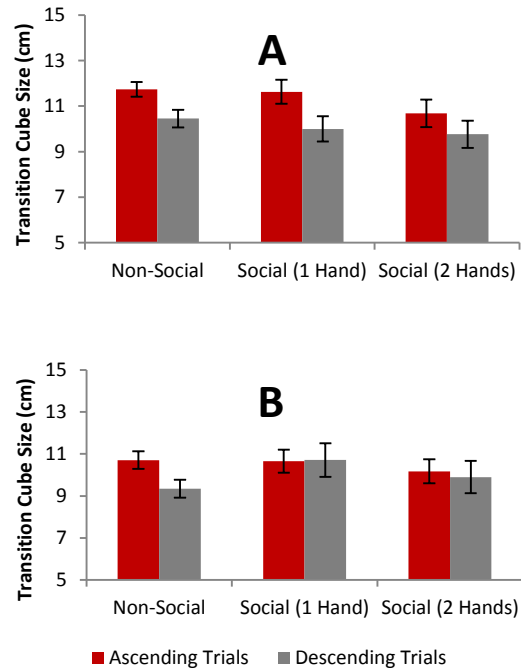 A
Transition Cube Size (cm)
15
13
11
9
7
5
Non-Social Social (1 Hand) Social (2 Hands)
B
Transition Cube Size (cm)
15
13
11
9
7
5
Non-Social Social (1 Hand) Social (2 Hands)
Ascending Trials Descending Trials